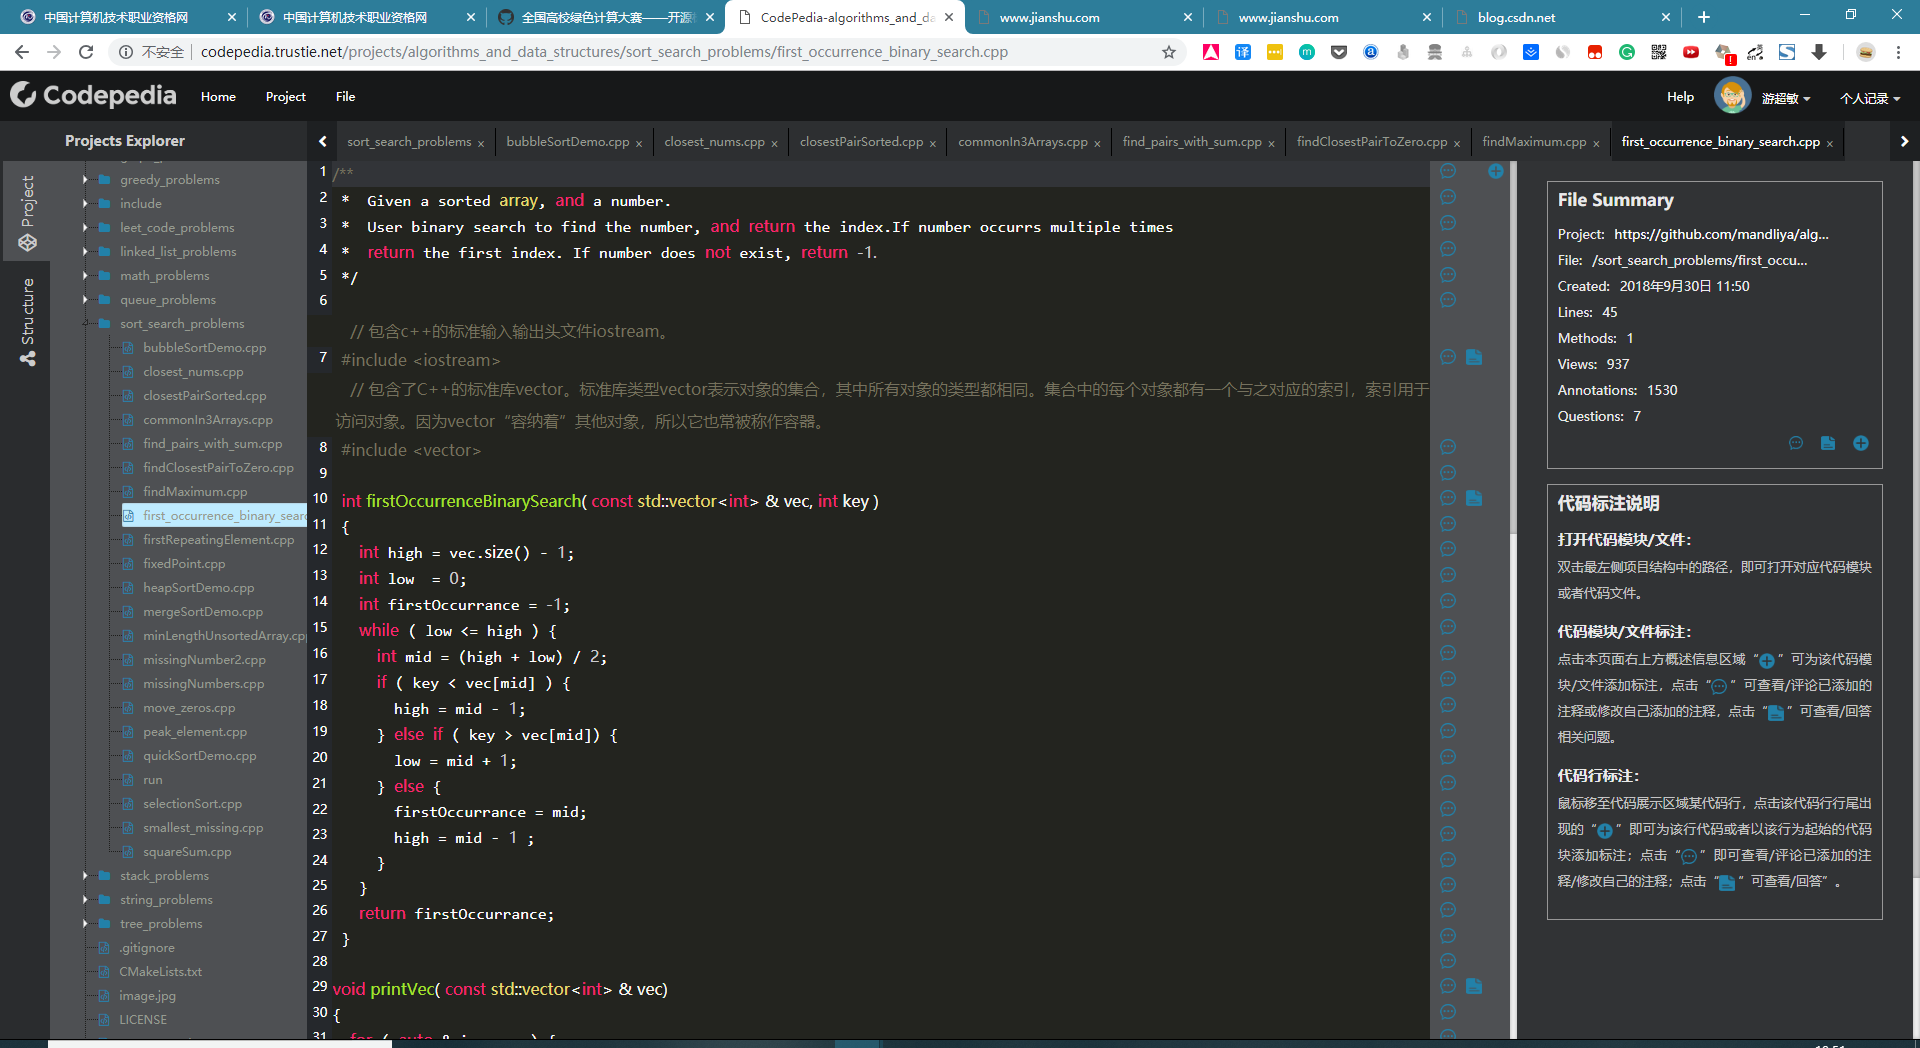 中国计算机技术职业资格网
中国计算机技术职业资格网
全国高校绿色计算大赛——开源
CodePedia-algorithms_and_da
www.jianshu.com
www.jianshu.com
blog.csdn.net
不安全
codepedia.trustie.net/projects/algorithms_and_data_structures/sort_search_problems/first_occurrence_binary_search.cpp
Codepedia
Home
Project
File
Help
游超敏
个人记录
Projects Explorer
sort_search_problems ×
bubbleSortDemo.cpp ×
closest_nums.cpp ×
closestPairSorted.cpp ×
commonIn3Arrays.cpp ×
find_pairs_with_sum.cpp ×
findClosestPairToZero.cpp ×
findMaximum.cpp ×
first_occurrence_binary_search.cpp ×
Project
Structure
greedy_problems
include
leet_code_problems
linked_list_problems
math_problems
queue_problems
sort_search_problems
bubbleSortDemo.cpp
closest_nums.cpp
closestPairSorted.cpp
commonIn3Arrays.cpp
find_pairs_with_sum.cpp
findClosestPairToZero.cpp
findMaximum.cpp
first_occurrence_binary_searc
firstRepeatingElement.cpp
fixedPoint.cpp
heapSortDemo.cpp
mergeSortDemo.cpp
minLengthUnsortedArray.cpp
missingNumber2.cpp
missingNumbers.cpp
move_zeros.cpp
peak_element.cpp
quickSortDemo.cpp
run
selectionSort.cpp
smallest_missing.cpp
squareSum.cpp
stack_problems
string_problems
tree_problems
.gitignore
CMakeLists.txt
image.jpg
LICENSE
1 /**
2 * Given a sorted array, and a number.
3 * User binary search to find the number, and return the index.If number occurrs multiple times
4 * return the first index. If number does not exist, return -1.
5 */
6
// 包含c++的标准输入输出头文件iostream。
7 #include <iostream>
// 包含了C++的标准库vector。标准库类型vector表示对象的集合，其中所有对象的类型都相同。集合中的每个对象都有一个与之对应的索引，索引用于
访问对象。因为vector“容纳着”其他对象，所以它也常被称作容器。
8 #include <vector>
9
10 int firstOccurrenceBinarySearch( const std::vector<int> & vec, int key )
11 {
12 int high = vec.size() - 1;
13 int low = 0;
14 int firstOccurrance = -1;
15 while ( low <= high ) {
16 int mid = (high + low) / 2;
17 if ( key < vec[mid] ) {
18 high = mid - 1;
19 } else if ( key > vec[mid]) {
20 low = mid + 1;
21 } else {
22 firstOccurrance = mid;
23 high = mid - 1 ;
24 }
25 }
26 return firstOccurrance;
27 }
28
29 void printVec( const std::vector<int> & vec)
30 {
31
File Summary
Project: https://github.com/mandliya/alg...
File: /sort_search_problems/first_occu...
Created: 2018年9月30日 11:50
Lines: 45
Methods: 1
Views: 937
Annotations: 1530
Questions: 7
代码标注说明
打开代码模块/文件：
双击最左侧项目结构中的路径，即可打开对应代码模块
或者代码文件。
代码模块/文件标注：
点击本页面右上方概述信息区域“ ”可为该代码模
块/文件添加标注，点击“ ”可查看/评论已添加的
注释或修改自己添加的注释，点击“ ”可查看/回答
相关问题。
代码行标注：
鼠标移至代码展示区域某代码行，点击该代码行行尾出
现的“ ”即可为该行代码或者以该行为起始的代码
块添加标注；点击“ ”即可查看/评论已添加的注
释/修改自己的注释；点击“ ”可查看/回答”。